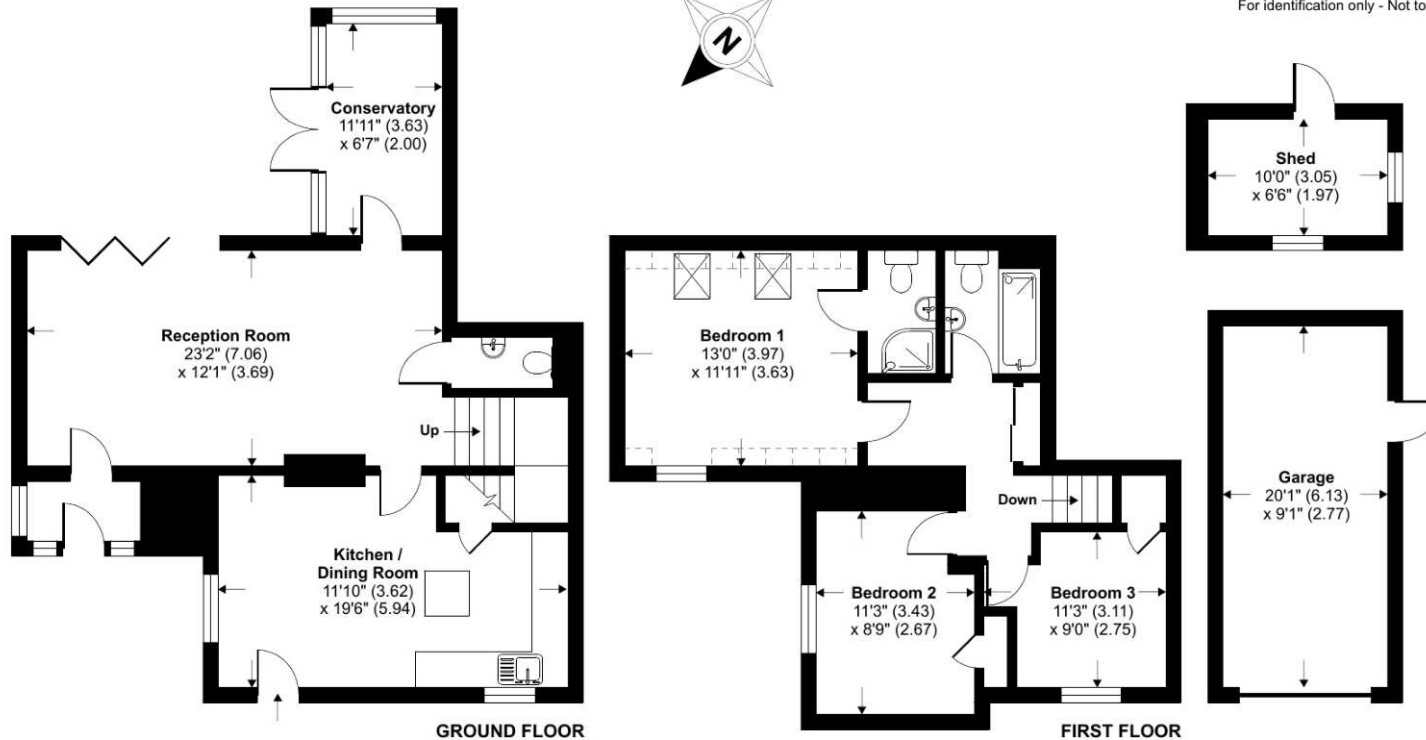 For identification only - Not to
N
Conservatory
11'11" (3.63)
x 6'7" (2.00)
Shed
10'0" (3.05)
x 6'6" (1.97)
Reception Room
23'2" (7.06)
x 12'1" (3.69)
Bedroom 1
13'0" (3.97)
x 11'11" (3.63)
Up
Down
Garage
20'1" (6.13)
x 9'1" (2.77)
Kitchen /
Dining Room
11'10" (3.62)
x 19'6" (5.94)
Bedroom 2
11'3" (3.43)
x 8'9" (2.67)
Bedroom 3
11'3" (3.11)
x 9'0" (2.75)
GROUND FLOOR
FIRST FLOOR